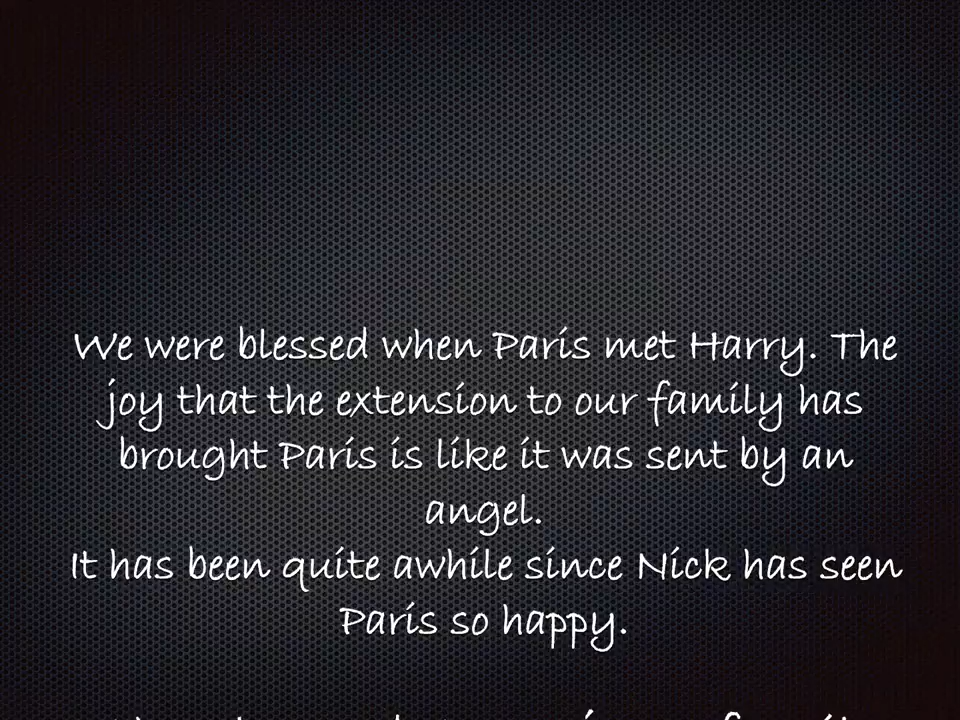 We were blessed when Paris met Harry. The
joy that the extension to our family has
brought Paris is like it was sent by an
angel.
It has been quite awhile since Nick has seen
Paris so happy.